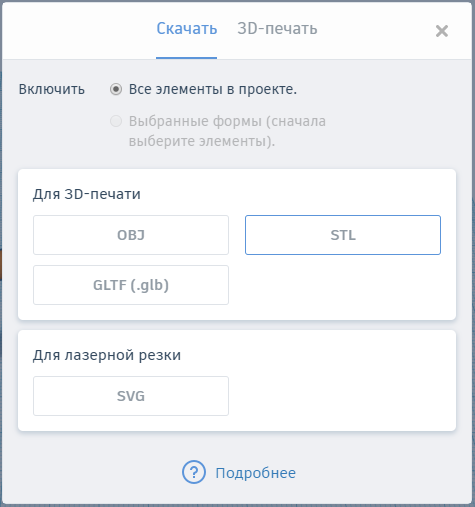 Скачать 3D-печать
Включить Все элементы в проекте.
Выбранные формы (сначала
выберите элементы).
Для 3D-печати
OBJ STL
GLTF (.glb)
Для лазерной резки
SVG
? Подробнее